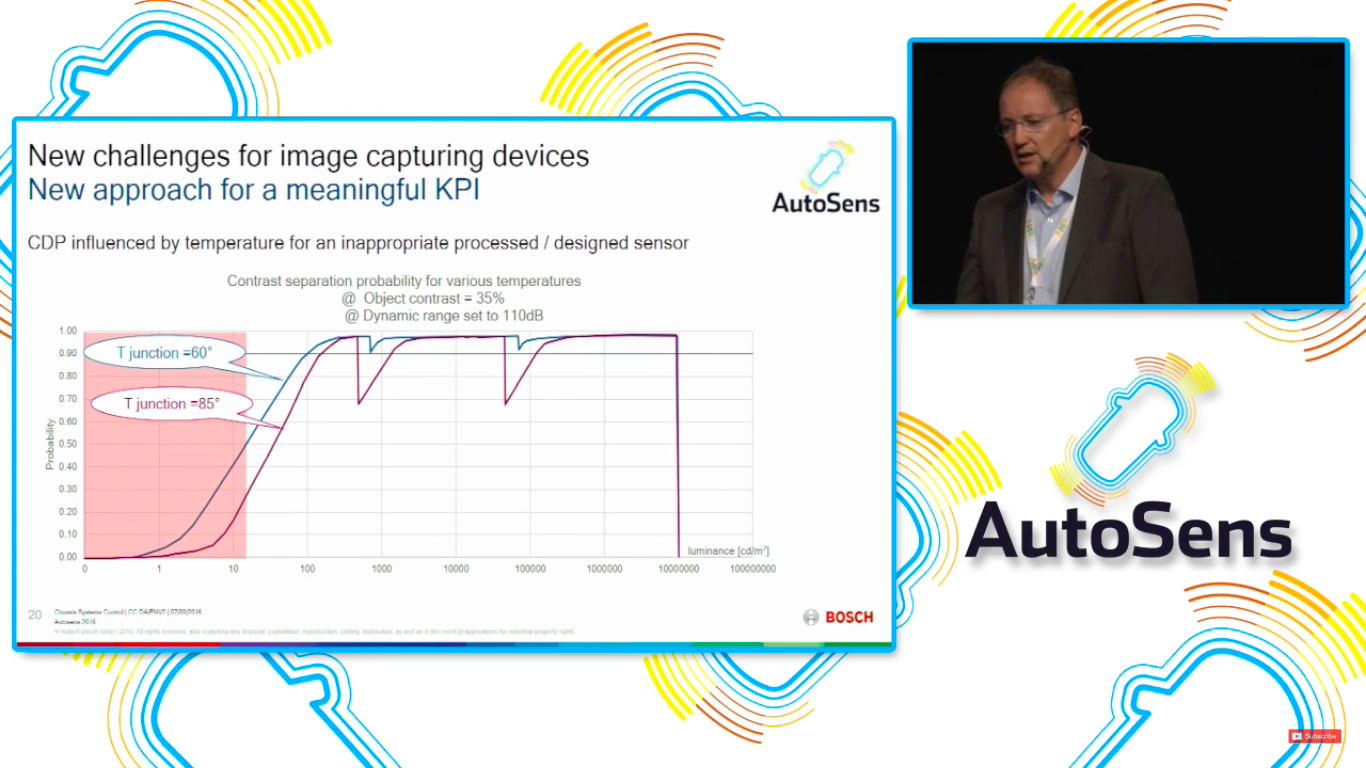 New challenges for image capturing devices
New approach for a meaningful KPI
AutoSens
CDP influenced by temperature for an inappropriate processed / designed sensor
Contrast separation probability for various temperatures
@ Object contrast = 35%
@ Dynamic range set to 110dB
1.00
0.90
0.80
0.70
0.60
0.50
0.40
0.30
0.20
0.10
0.00
Probability
T junction =60°
T junction =85°
luminance [cd/m²]
0 1 10 100 1000 10000 100000 1000000 10000000 100000000
20
Chassis Systems Control | CC-DA/ENV2 |
Autosens 2016
© Robert Bosch GmbH 2016. All rights reserved, also regarding any disposal, exploitation, reproduction, editing, distribution, as well as in the event of applications for industrial property rights.
BOSCH
AutoSens
Subscribe